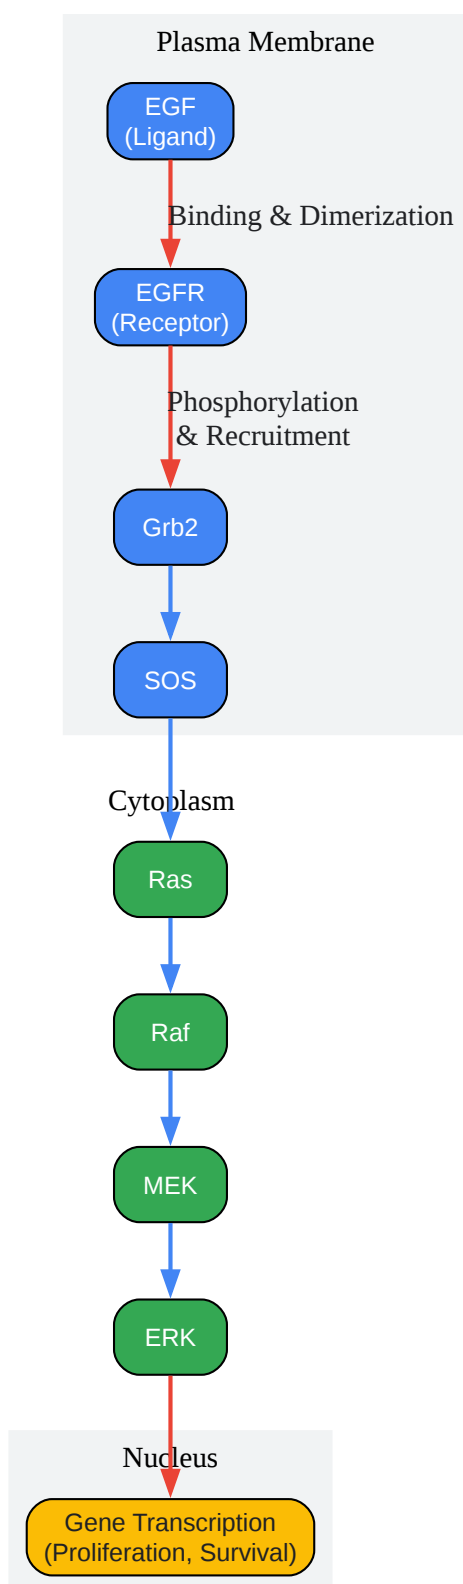 Plasma Membrane
EGF
(Ligand)
Binding & Dimerization
EGFR
(Receptor)
Phosphorylation
& Recruitment
Grb2
SOS
Cytoplasm
Ras
Raf
MEK
ERK
Nucleus
Gene Transcription
(Proliferation, Survival)